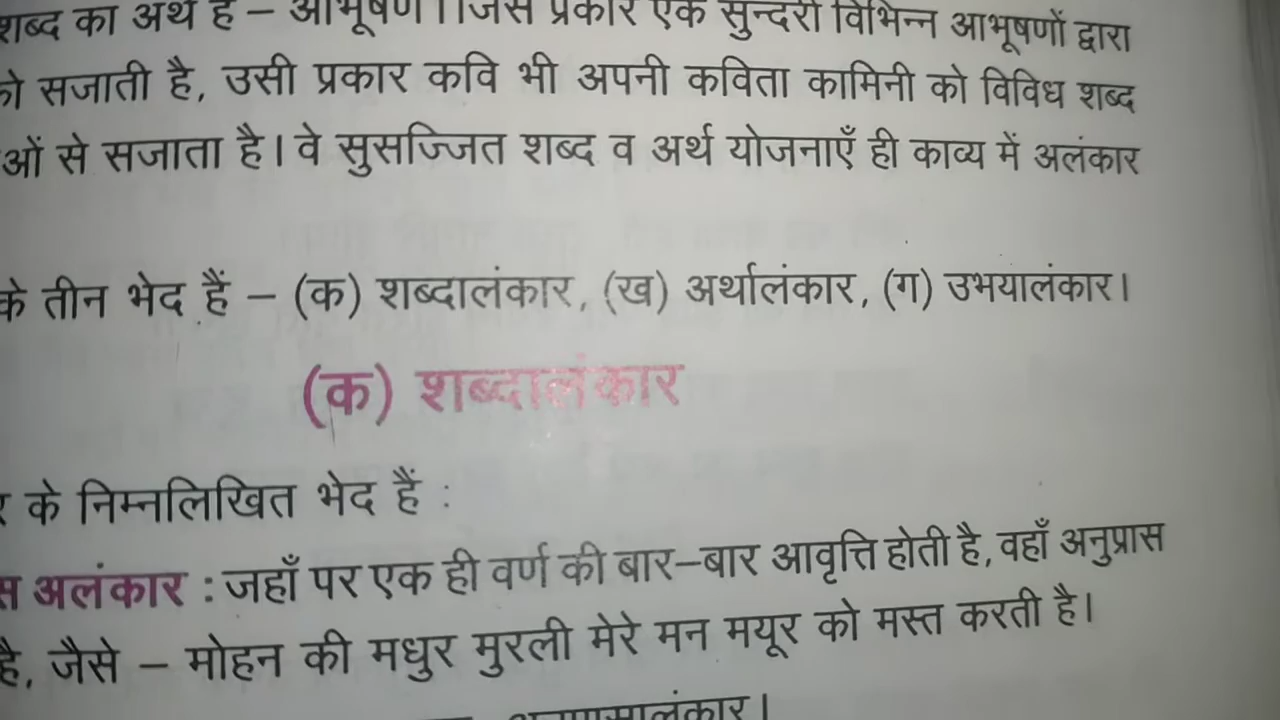 शब्द का अर्थ है – आभूषण। जिस प्रकार एक सुन्दरी विभिन्न आभूषणों द्वारा
को सजाती है, उसी प्रकार कवि भी अपनी कविता कामिनी को विविध शब्द
ओं से सजाता है। वे सुसज्जित शब्द व अर्थ योजनाएँ ही काव्य में अलंकार
के तीन भेद हैं – (क) शब्दालंकार, (ख) अर्थालंकार, (ग) उभयालंकार।
(क) शब्दालंकार
के निम्नलिखित भेद हैं :
स अलंकार : जहाँ पर एक ही वर्ण की बार–बार आवृत्ति होती है, वहाँ अनुप्रास
है, जैसे – मोहन की मधुर मुरली मेरे मन मयूर को मस्त करती है।